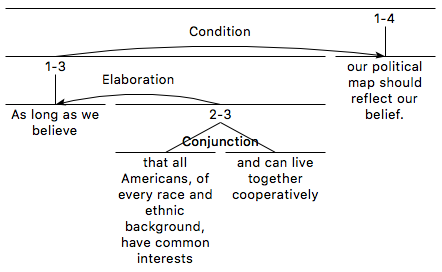 1-4
Condition
1-3
our political
map should
reflect our
belief.
Elaboration
As long as we
believe
2-3
Conjunction
that all
Americans, of
every race and
ethnic
background,
have common
interests
and can live
together
cooperatively